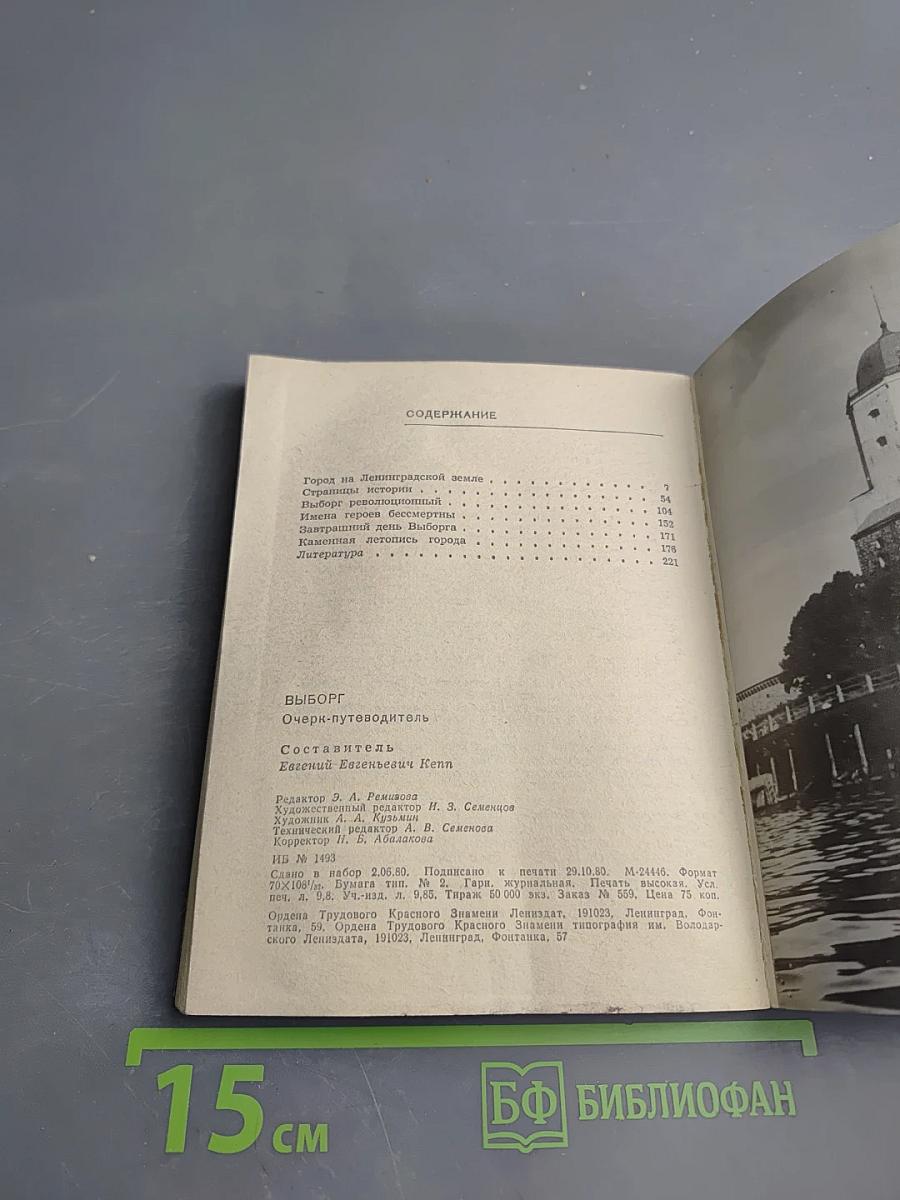 СОДЕРЖАНИЕ
Город на Ленинградской земле . . . . . . . . . . . . 7
Страницы истории . . . . . . . . . . . . . . . . 54
Выборг революционный . . . . . . . . . . . . . . 104
Имена героев бессмертны . . . . . . . . . . . . . 152
Завтрашний день Выборга . . . . . . . . . . . . . 171
Каменная летопись города . . . . . . . . . . . . . 176
Литература . . . . . . . . . . . . . . . . . . 221
ВЫБОРГ
Очерк-путеводитель
Составитель
Евгений Евгеньевич Кепп
Редактор Э. А. Ремизова
Художественный редактор И. З. Семенцов
Художник А. А. Кузьмин
Технический редактор А. В. Семенова
Корректор Н. Б. Абалакова
ИБ № 1493
Сдано в набор 2.06.80. Подписано к печати 29.10.80. М-24446. Формат
70×108¹/₃₂. Бумага тип. № 2. Гарн. журнальная. Печать высокая. Усл.
печ. л. 9,8. Уч.-изд. л. 9,85. Тираж 50 000 экз. Заказ № 559. Цена 75 коп.
Ордена Трудового Красного Знамени Лениздат, 191023, Ленинград, Фон-
танка, 59. Ордена Трудового Красного Знамени типография им. Володар-
ского Лениздата, 191023, Ленинград, Фонтанка, 57
15 см
БФ БИБЛИОФАН